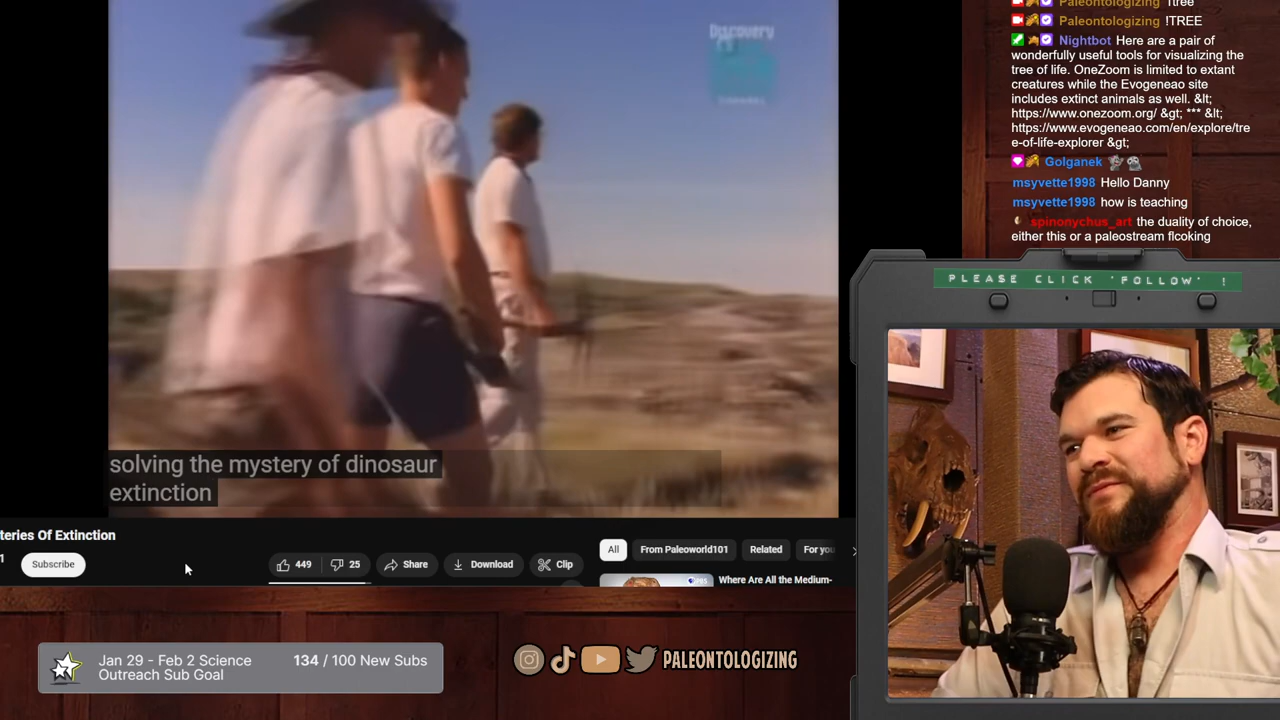 Discovery
CHANNEL
solving the mystery of dinosaur
extinction
teries Of Extinction
1
Subscribe
449
25
Share
Download
Clip
All
From Paleoworld101
Related
For you
Where Are All the Medium-
Jan 29 - Feb 2 Science
Outreach Sub Goal
134 / 100 New Subs
PALEONTOLOGIZING
Paleontologizing !tree
Paleontologizing !TREE
Nightbot Here are a pair of
wonderfully useful tools for visualizing the
tree of life. OneZoom is limited to extant
creatures while the Evogeneao site
includes extinct animals as well. &lt;
https://www.onezoom.org/ &gt; *** &lt;
https://www.evogeneao.com/en/explore/tre
e-of-life-explorer &gt;
Golganek
msyvette1998 Hello Danny
msyvette1998 how is teaching
spinonychus_art the duality of choice,
either this or a paleostream flcoking
PLEASE CLICK "FOLLOW" !